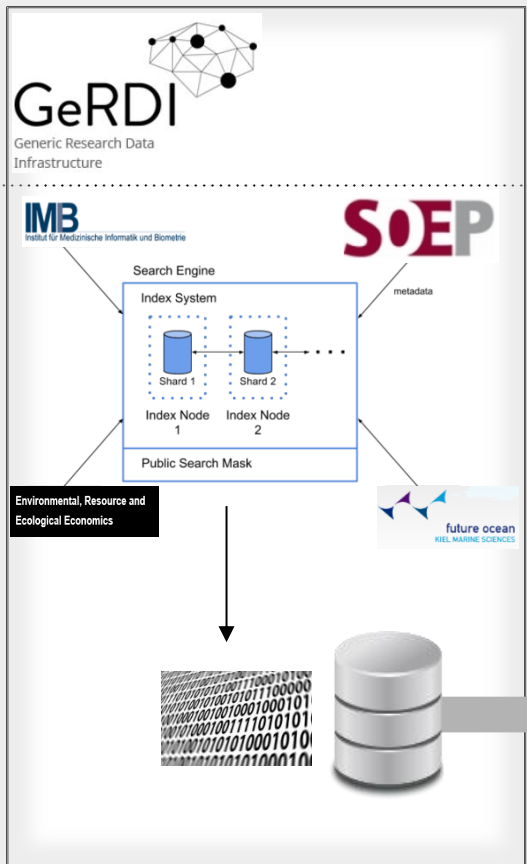 GeRDI
Generic Research Data
Infrastructure
IMB
Institut für Medizinische Informatik und Biometrie
SOEP
Search Engine
metadata
Index System
Shard 1
Shard 2
Index Node
1
Index Node
2
Public Search Mask
Environmental, Resource and
Ecological Economics
future ocean
KIEL MARINE SCIENCES